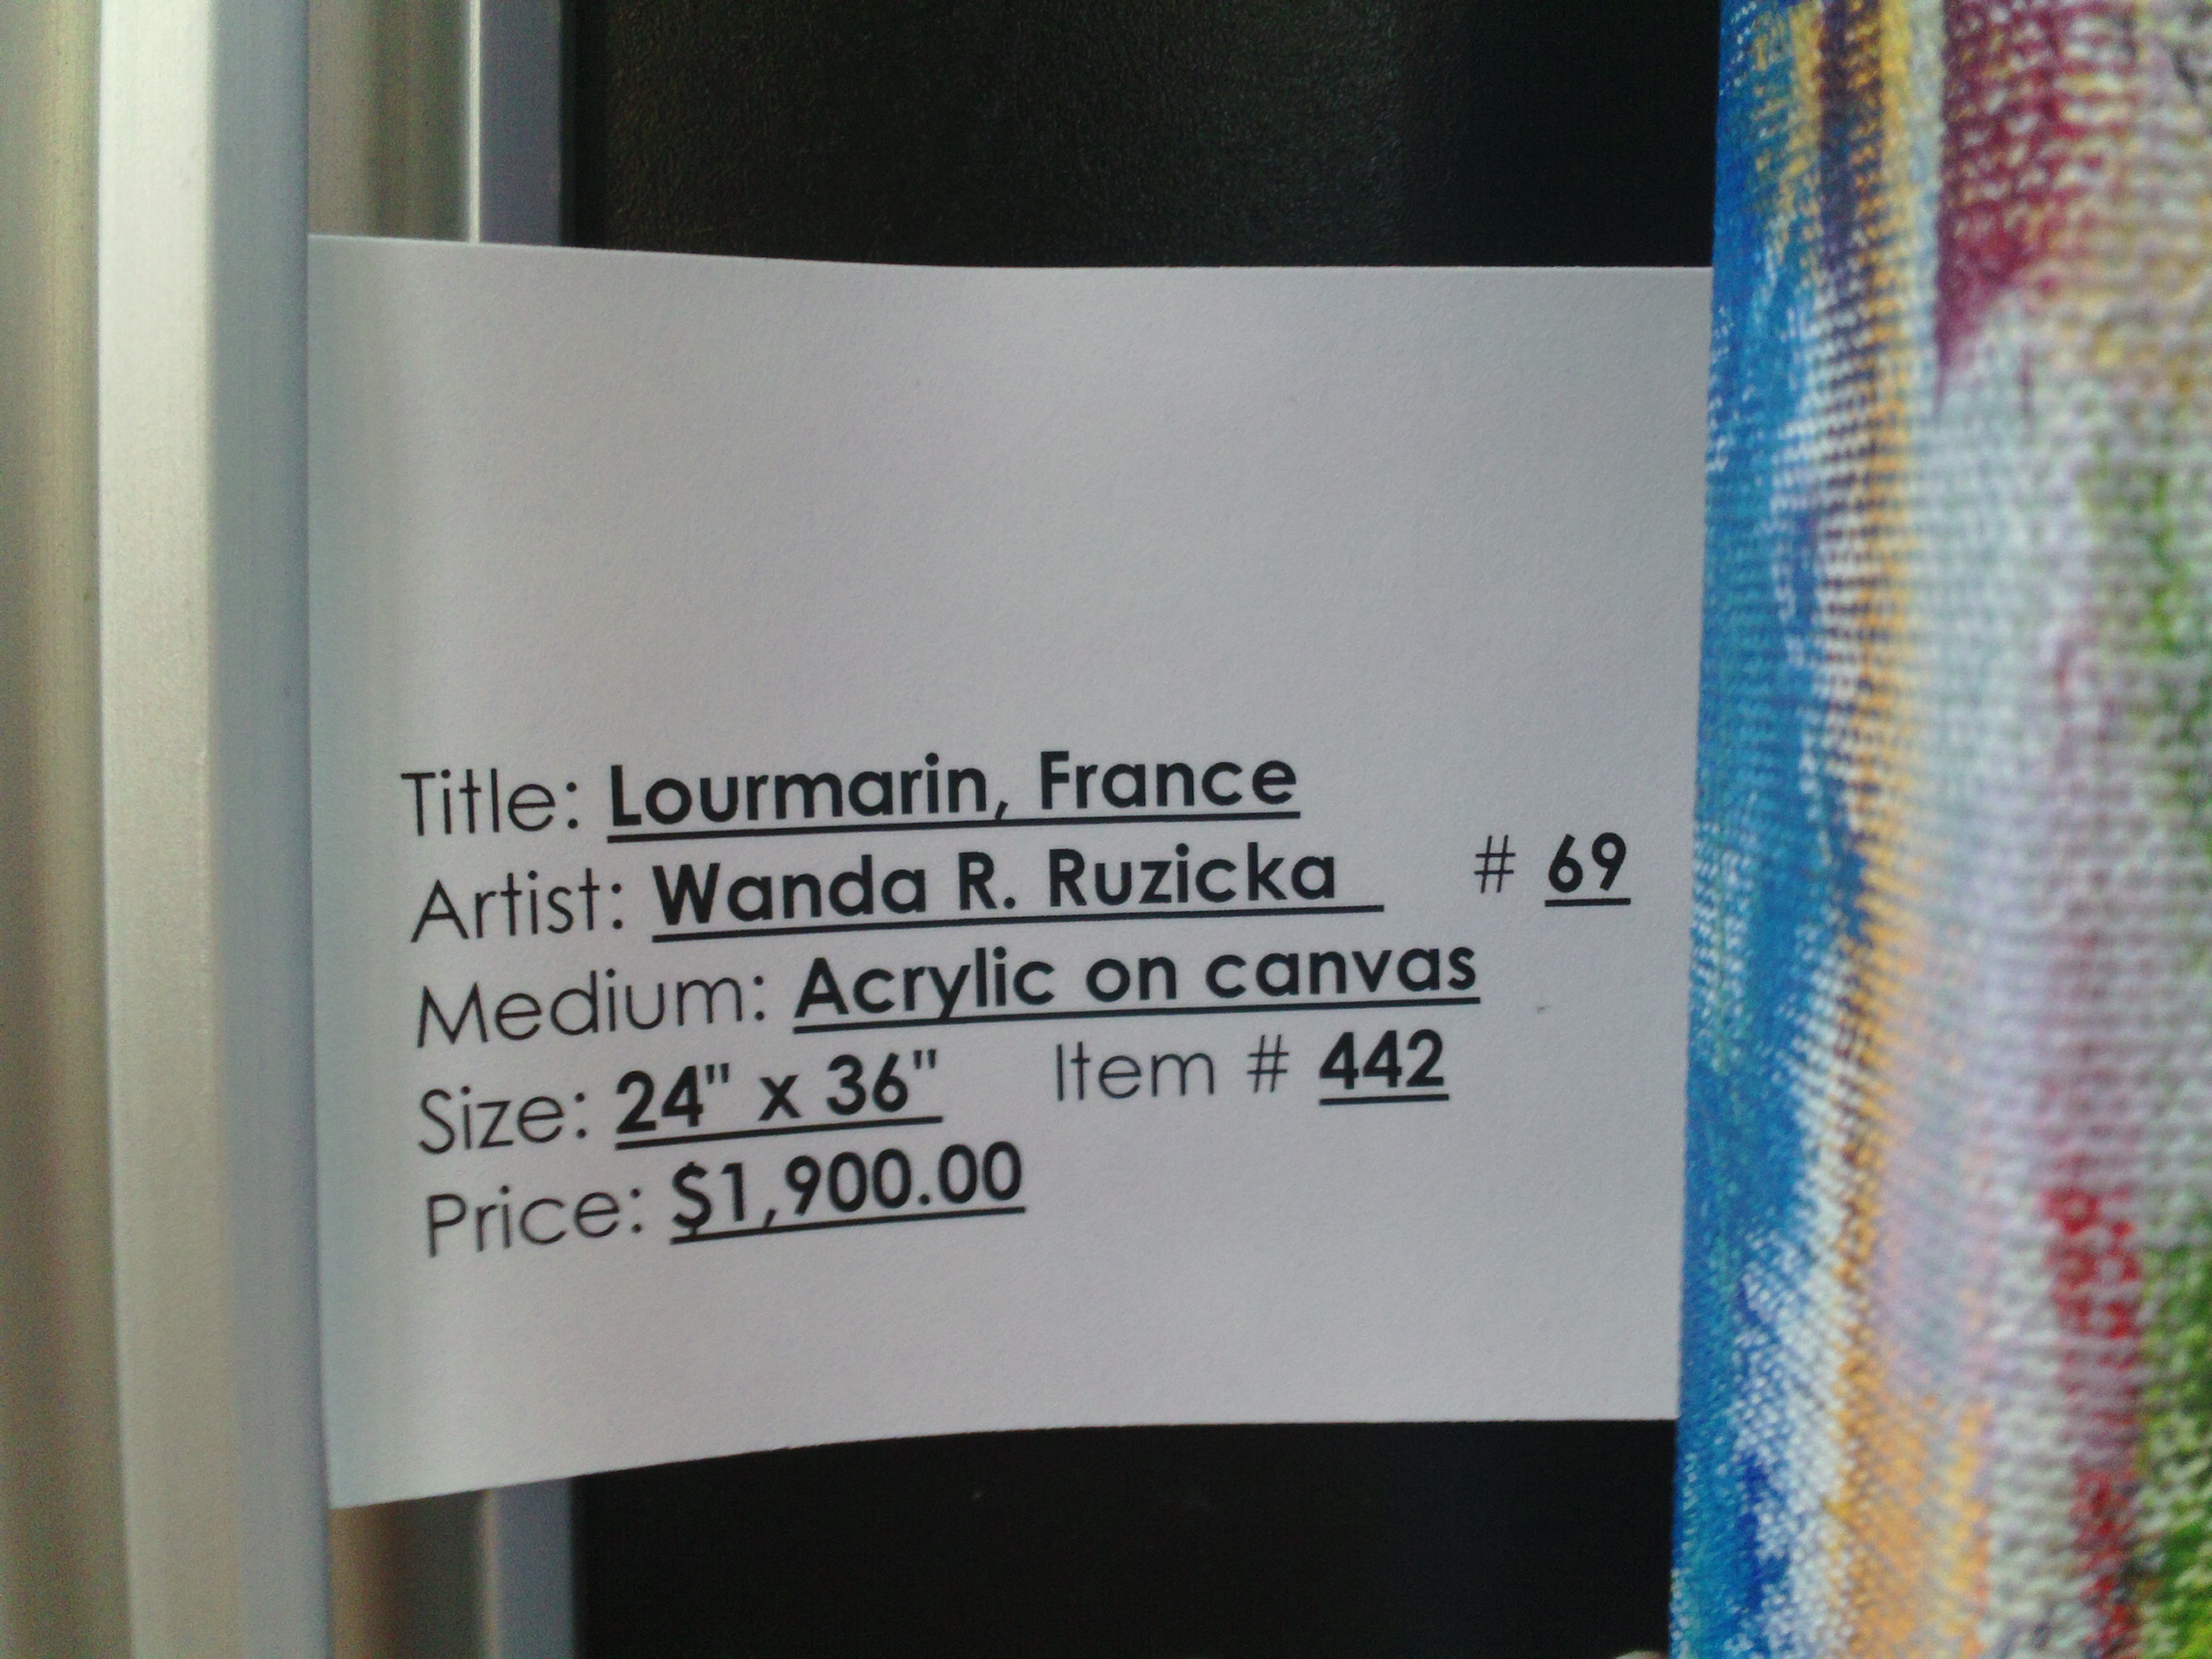 Title: Lourmarin, France
Artist: Wanda R. Ruzicka # 69
Medium: Acrylic on canvas
Size: 24" x 36" Item # 442
Price: $1,900.00